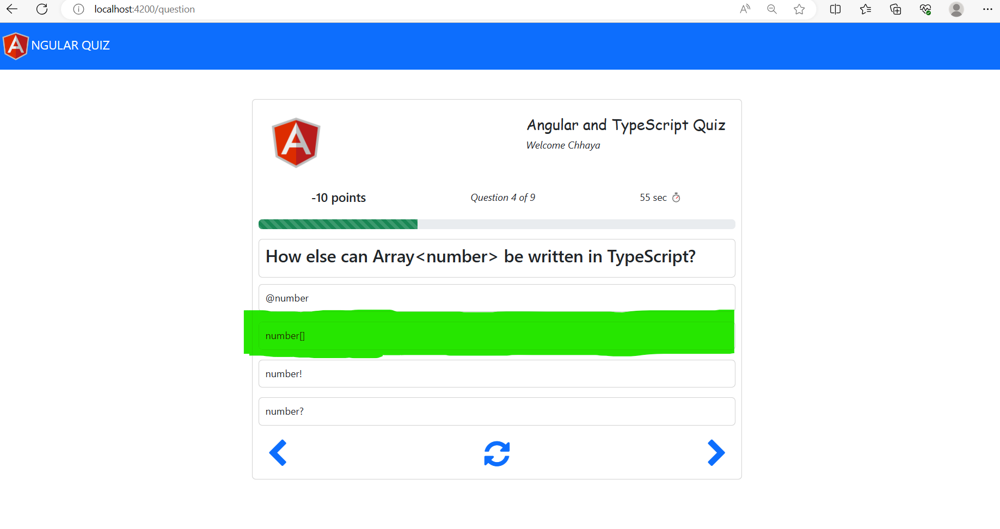 localhost:4200/question
NGULAR QUIZ
Angular and TypeScript Quiz
Welcome Chhaya
-10 points
Question 4 of 9
55 sec
How else can Array<number> be written in TypeScript?
@number
number[]
number!
number?